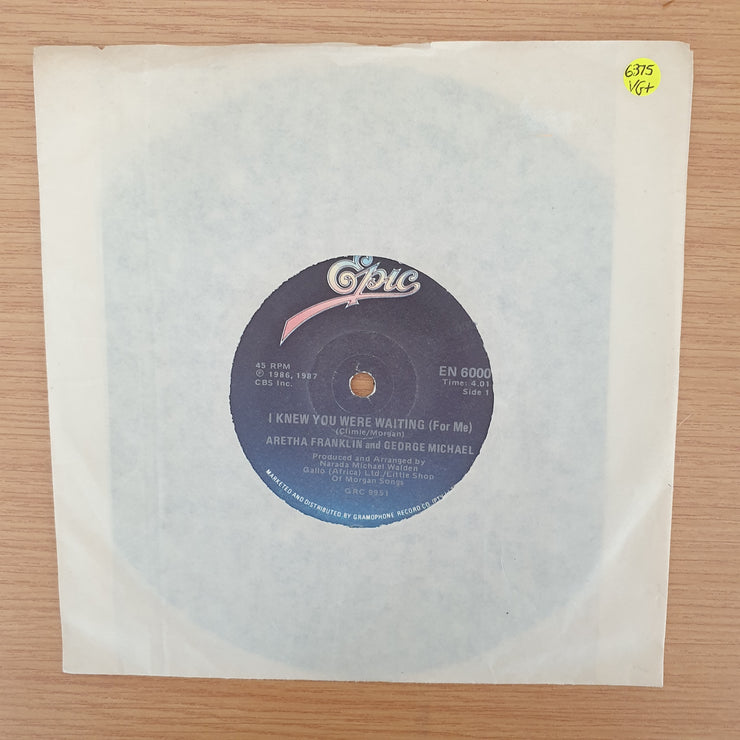 6375
VG+
Epic
45 RPM
℗ 1986, 1987
CBS Inc.
EN 6000
Time: 4.01
Side 1
I KNEW YOU WERE WAITING (For Me)
(Climie/Morgan)
ARETHA FRANKLIN and GEORGE MICHAEL
Produced and Arranged by
Narada Michael Walden
Gallo (Africa) Ltd./Little Shop
Of Morgan Songs
GRC 9951
MARKETED AND DISTRIBUTED BY GRAMOPHONE RECORD CO.